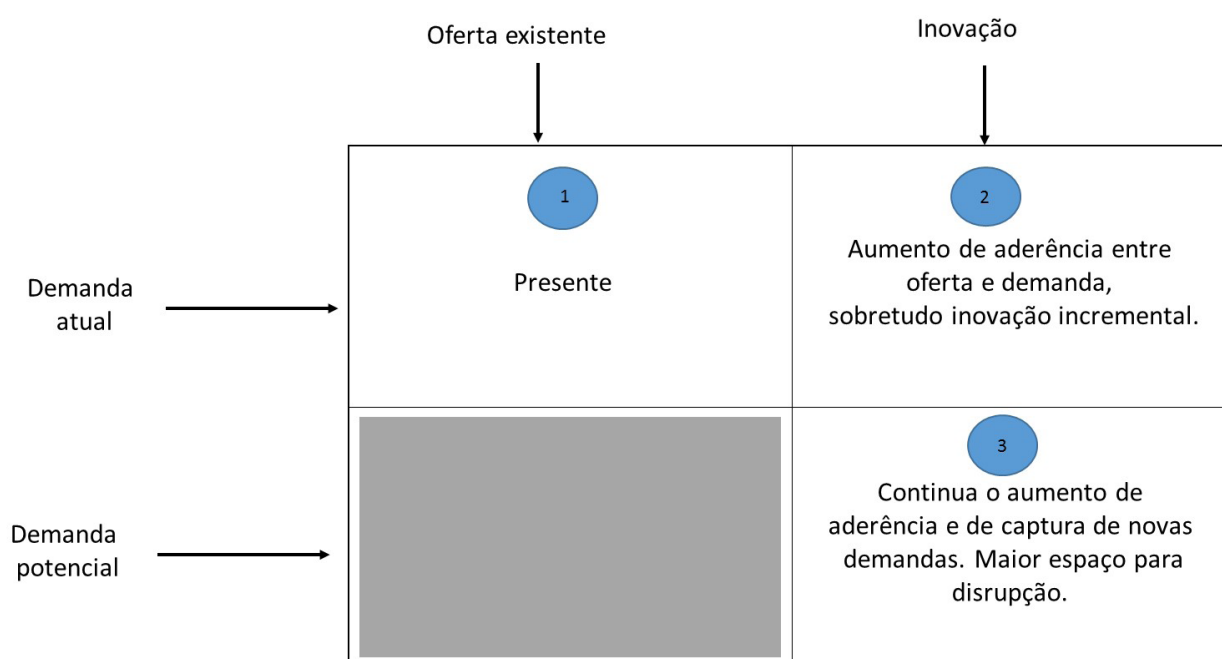 Oferta existente
Inovação
1
2
Demanda
atual
Presente
Aumento de aderência entre
oferta e demanda,
sobretudo inovação incremental.
3
Demanda
potencial
Continua o aumento de
aderência e de captura de novas
demandas. Maior espaço para
disrupção.